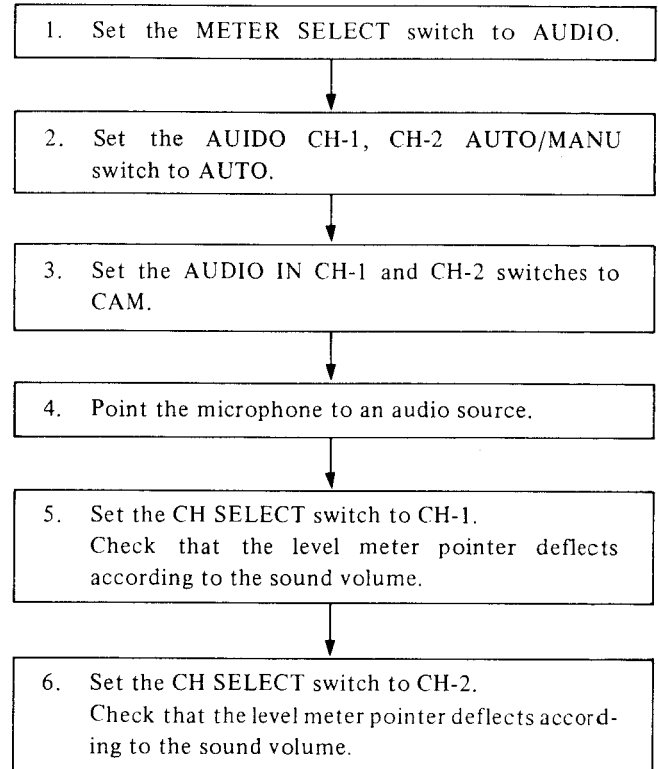 1. Set the METER SELECT switch to AUDIO.
2. Set the AUIDO CH-1, CH-2 AUTO/MANU
switch to AUTO.
3. Set the AUDIO IN CH-1 and CH-2 switches to
CAM.
4. Point the microphone to an audio source.
5. Set the CH SELECT switch to CH-1.
Check that the level meter pointer deflects
according to the sound volume.
6. Set the CH SELECT switch to CH-2.
Check that the level meter pointer deflects accord-
ing to the sound volume.